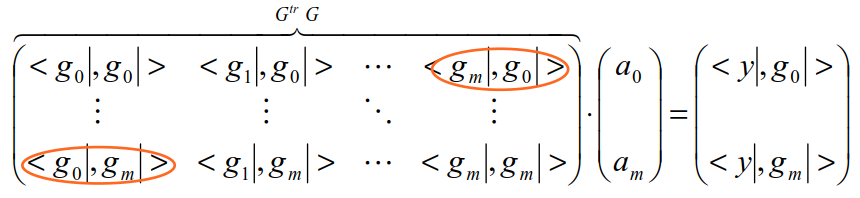 G^{tr} G
( < g_0|, g_0| > < g_1|, g_0| > ⋯ < g_m|, g_0| > ) ( a_0 ) ( < y|, g_0| > )
⋮ ⋮ ⋱ ⋮ · =
( < g_0|, g_m| > < g_1|, g_m| > ⋯ < g_m|, g_m| > ) ( a_m ) ( < y|, g_m| > )